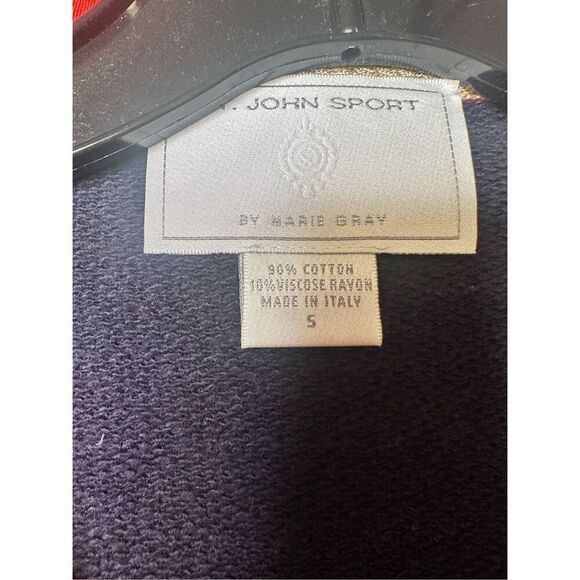 . JOHN SPORT
BY MARIE GRAY
90% COTTON
10% VISCOSE RAYON
MADE IN ITALY
S